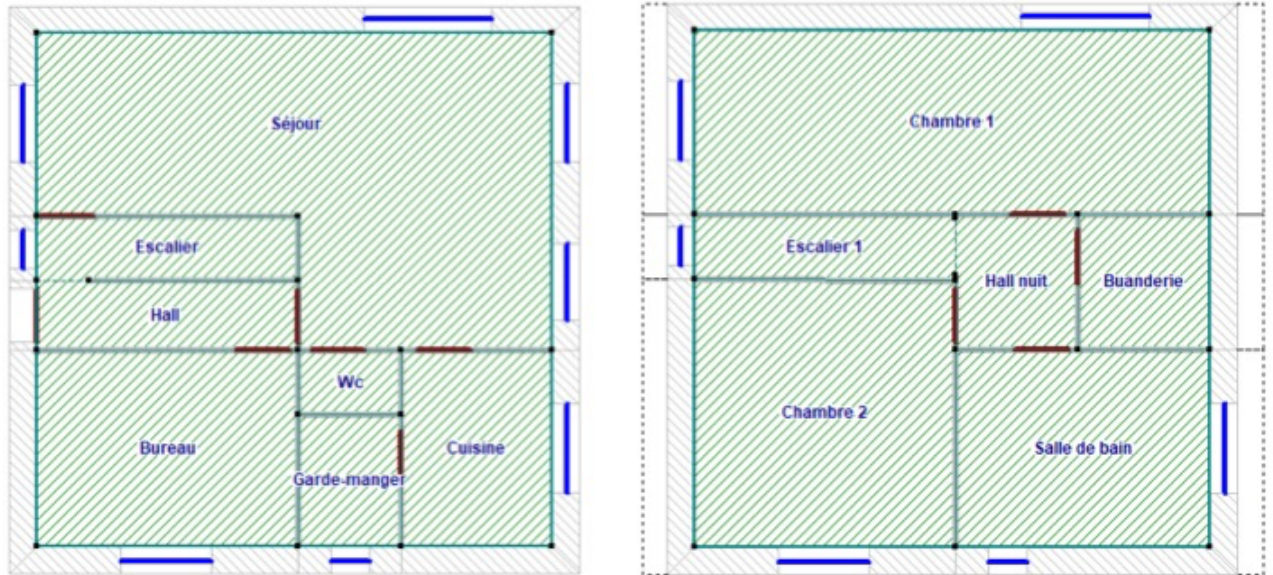 Séjour
Escalier
Hall
Wc
Bureau
Cuisine
Garde-manger
Chambre 1
Escalier 1
Hall nuit
Buanderie
Chambre 2
Salle de bain